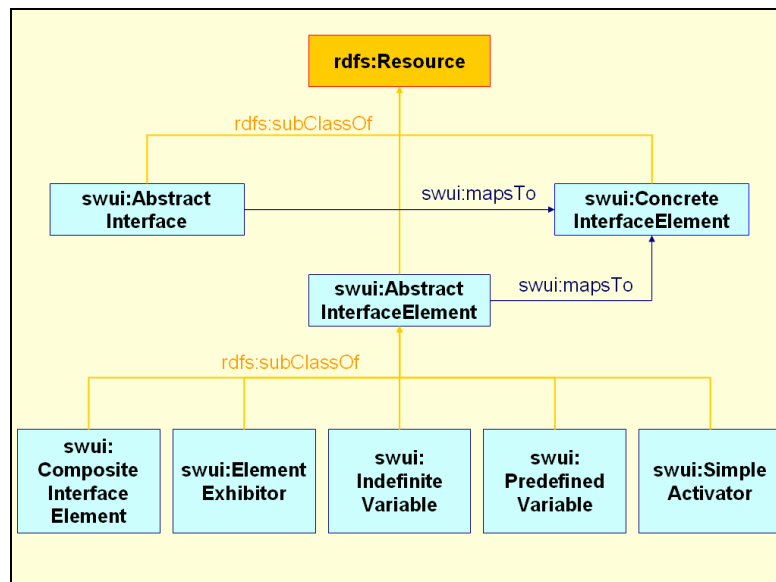 rdfs:Resource
rdfs:subClassOf
swui:Abstract
Interface
swui:mapsTo
swui:Concrete
InterfaceElement
swui:Abstract
InterfaceElement
swui:mapsTo
rdfs:subClassOf
swui:
Composite
Interface
Element
swui:Element
Exhibitor
swui:
Indefinite
Variable
swui:
Predefined
Variable
swui:Simple
Activator